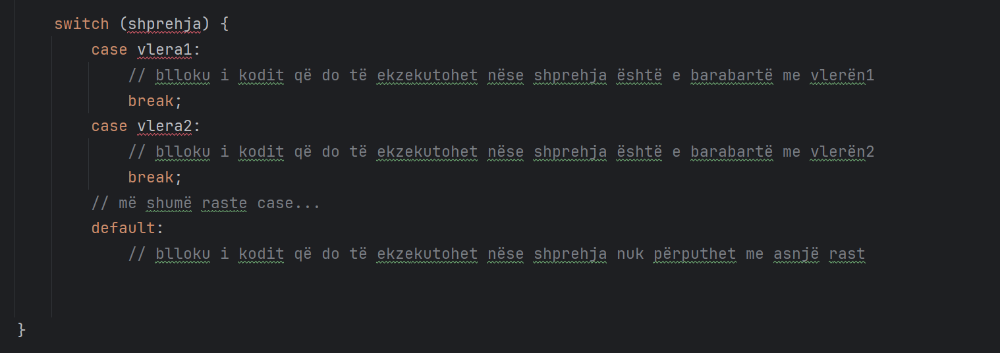 switch (shprehja) {
case vlera1:
// blloku i kodit që do të ekzekutohet nëse shprehja është e barabartë me vlerën1
break;
case vlera2:
// blloku i kodit që do të ekzekutohet nëse shprehja është e barabartë me vlerën2
break;
// më shumë raste case...
default:
// blloku i kodit që do të ekzekutohet nëse shprehja nuk përputhet me asnjë rast
}